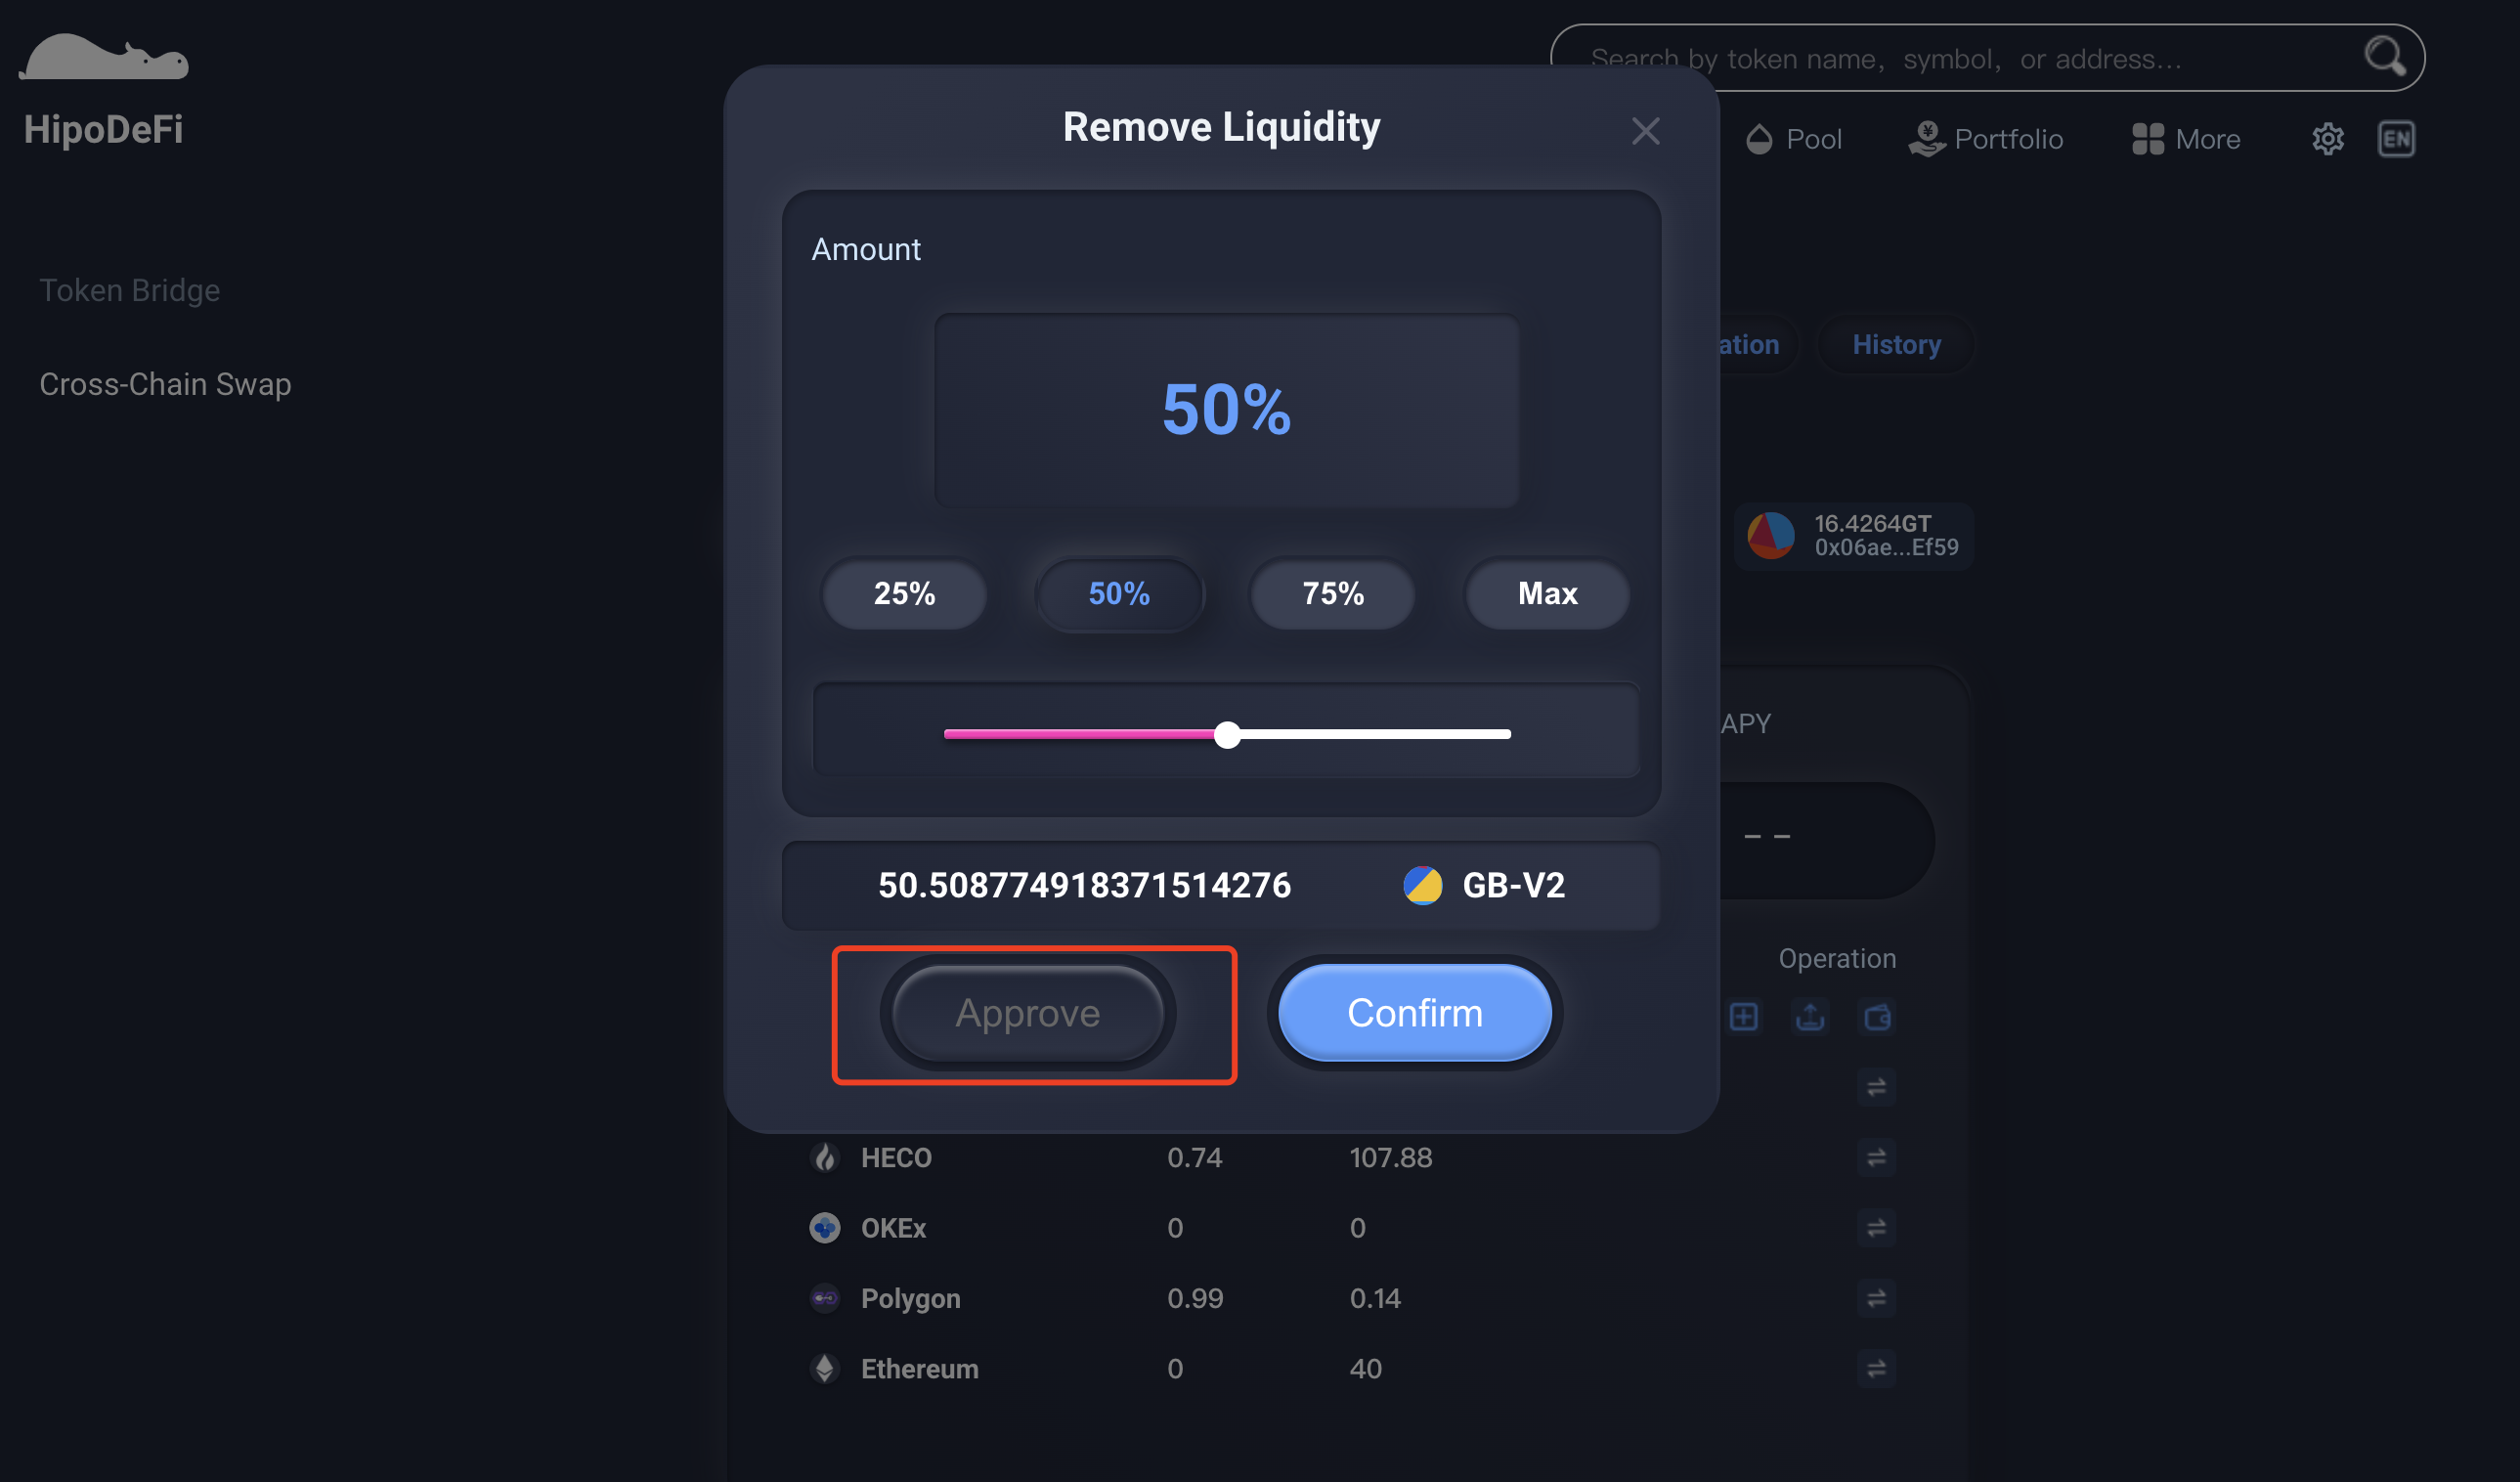 HipoDeFi
Search by token name, symbol, or address...
Pool
Portfolio
More
EN
Token Bridge
Cross-Chain Swap
Remove Liquidity
Amount
50%
25%
50%
75%
Max
50.508774918371514276
GB-V2
Approve
Confirm
ation
History
16.4264GT
0x06ae...Ef59
APY
– –
Operation
HECO 0.74 107.88
OKEx 0 0
Polygon 0.99 0.14
Ethereum 0 40